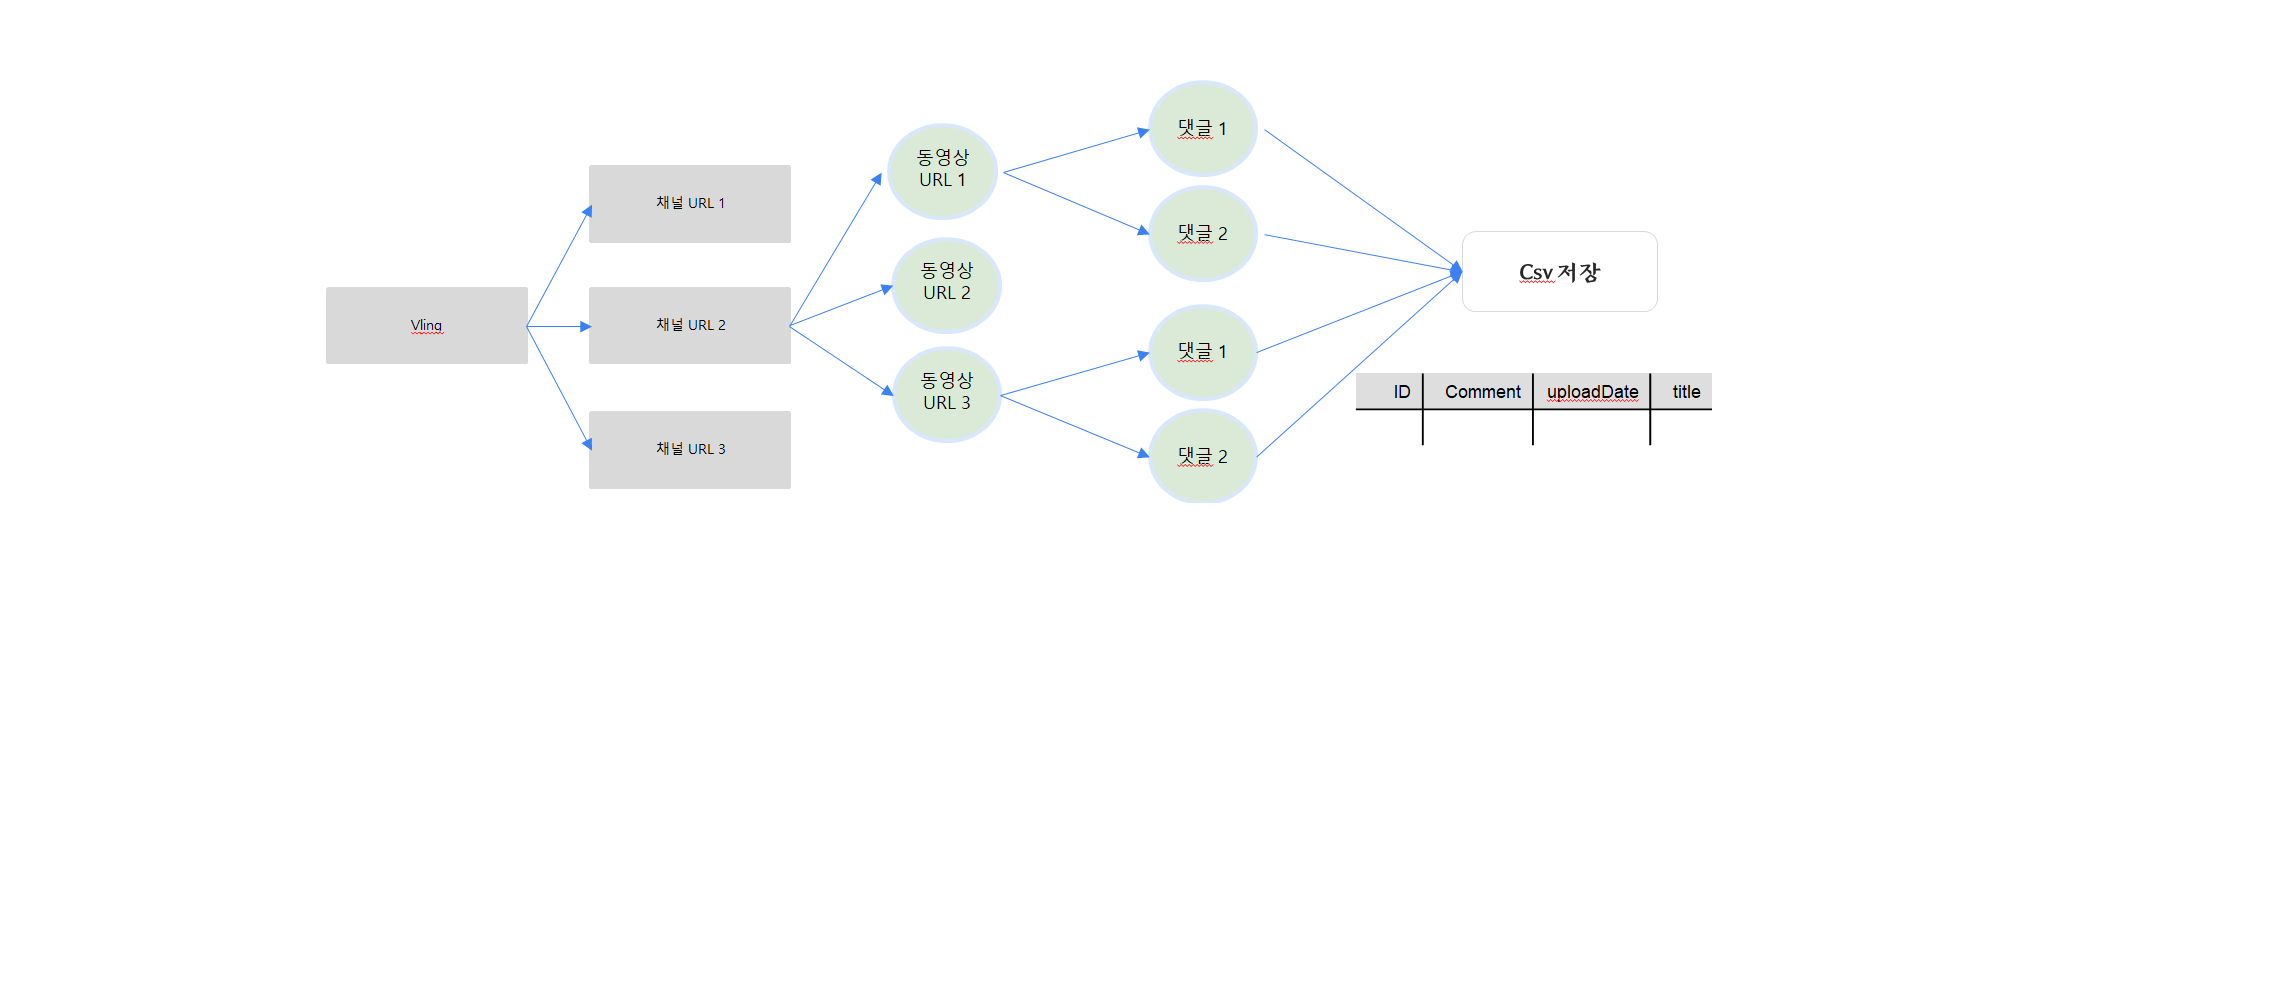 Vling
채널 URL 1
채널 URL 2
채널 URL 3
동영상
URL 1
동영상
URL 2
동영상
URL 3
댓글 1
댓글 2
댓글 1
댓글 2
Csv 저장
ID Comment uploadDate title